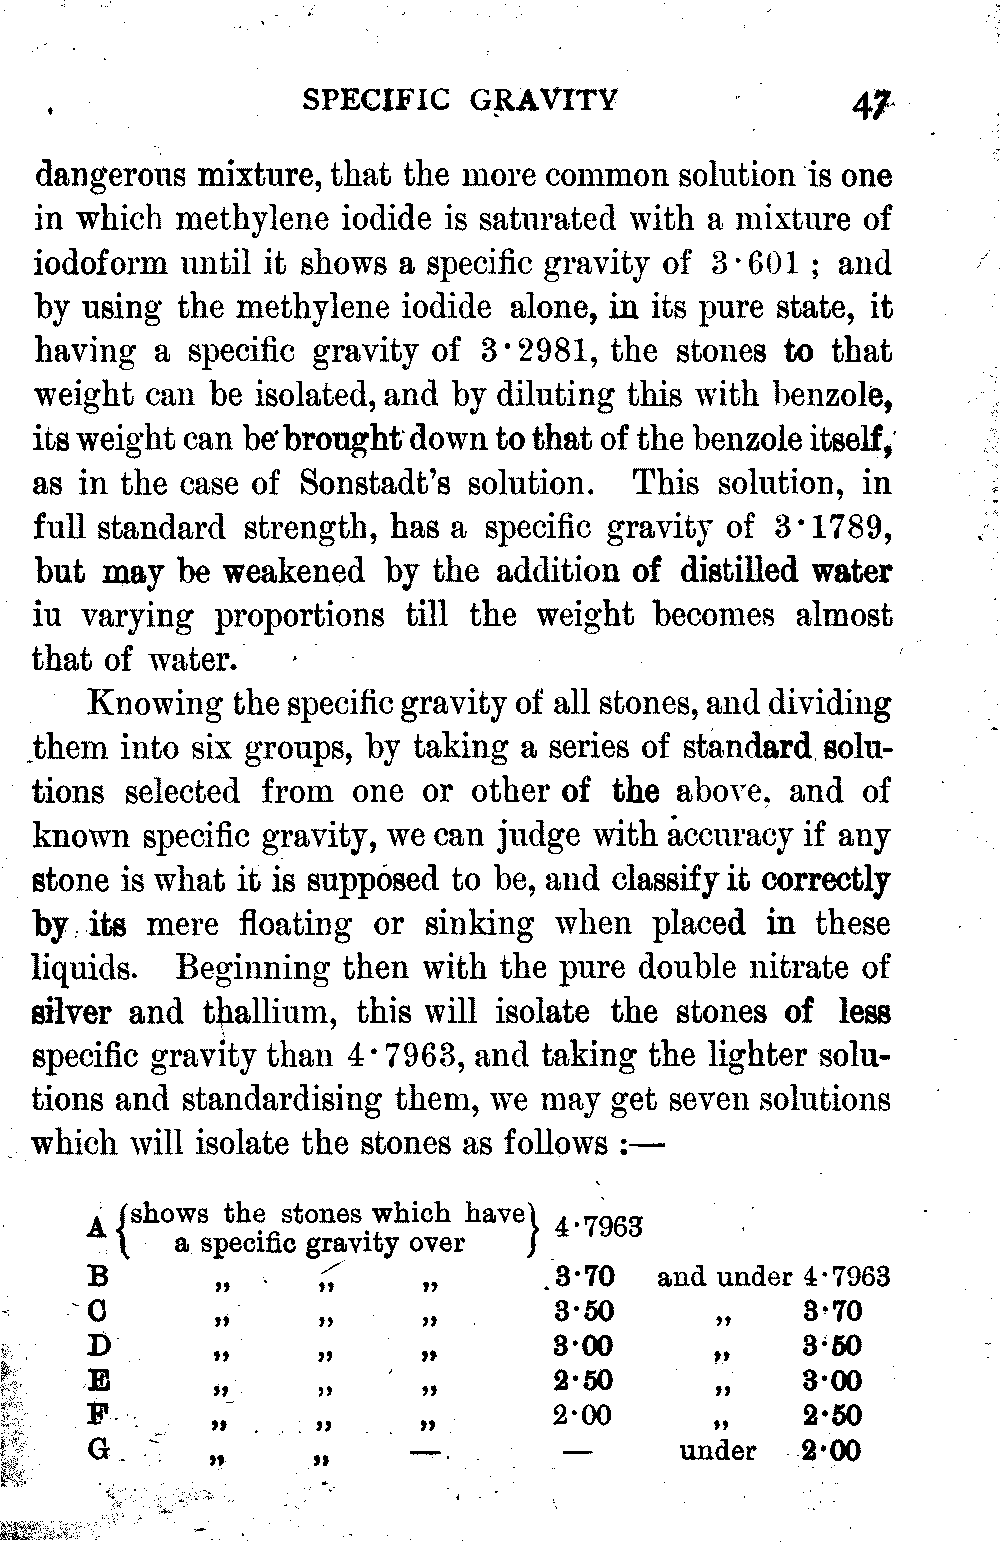 SPECIFIC GRAVITY 47
dangerous mixture, that the more common solution is one
in which methylene iodide is saturated with a mixture of
iodoform until it shows a specific gravity of 3·601 ; and
by using the methylene iodide alone, in its pure state, it
having a specific gravity of 3·2981, the stones to that
weight can be isolated, and by diluting this with benzole,
its weight can be brought down to that of the benzole itself,
as in the case of Sonstadt's solution. This solution, in
full standard strength, has a specific gravity of 3·1789,
but may be weakened by the addition of distilled water
iu varying proportions till the weight becomes almost
that of water.
Knowing the specific gravity of all stones, and dividing
them into six groups, by taking a series of standard solu-
tions selected from one or other of the above, and of
known specific gravity, we can judge with accuracy if any
stone is what it is supposed to be, and classify it correctly
by its mere floating or sinking when placed in these
liquids. Beginning then with the pure double nitrate of
silver and thallium, this will isolate the stones of less
specific gravity than 4·7963, and taking the lighter solu-
tions and standardising them, we may get seven solutions
which will isolate the stones as follows :—
A {shows the stones which have
a specific gravity over} 4·7963
B „ „ „ 3·70 and under 4·7963
C „ „ „ 3·50 „ 3·70
D „ „ „ 3·00 „ 3·50
E „ „ „ 2·50 „ 3·00
F „ „ „ 2·00 „ 2·50
G „ „ — — under 2·00